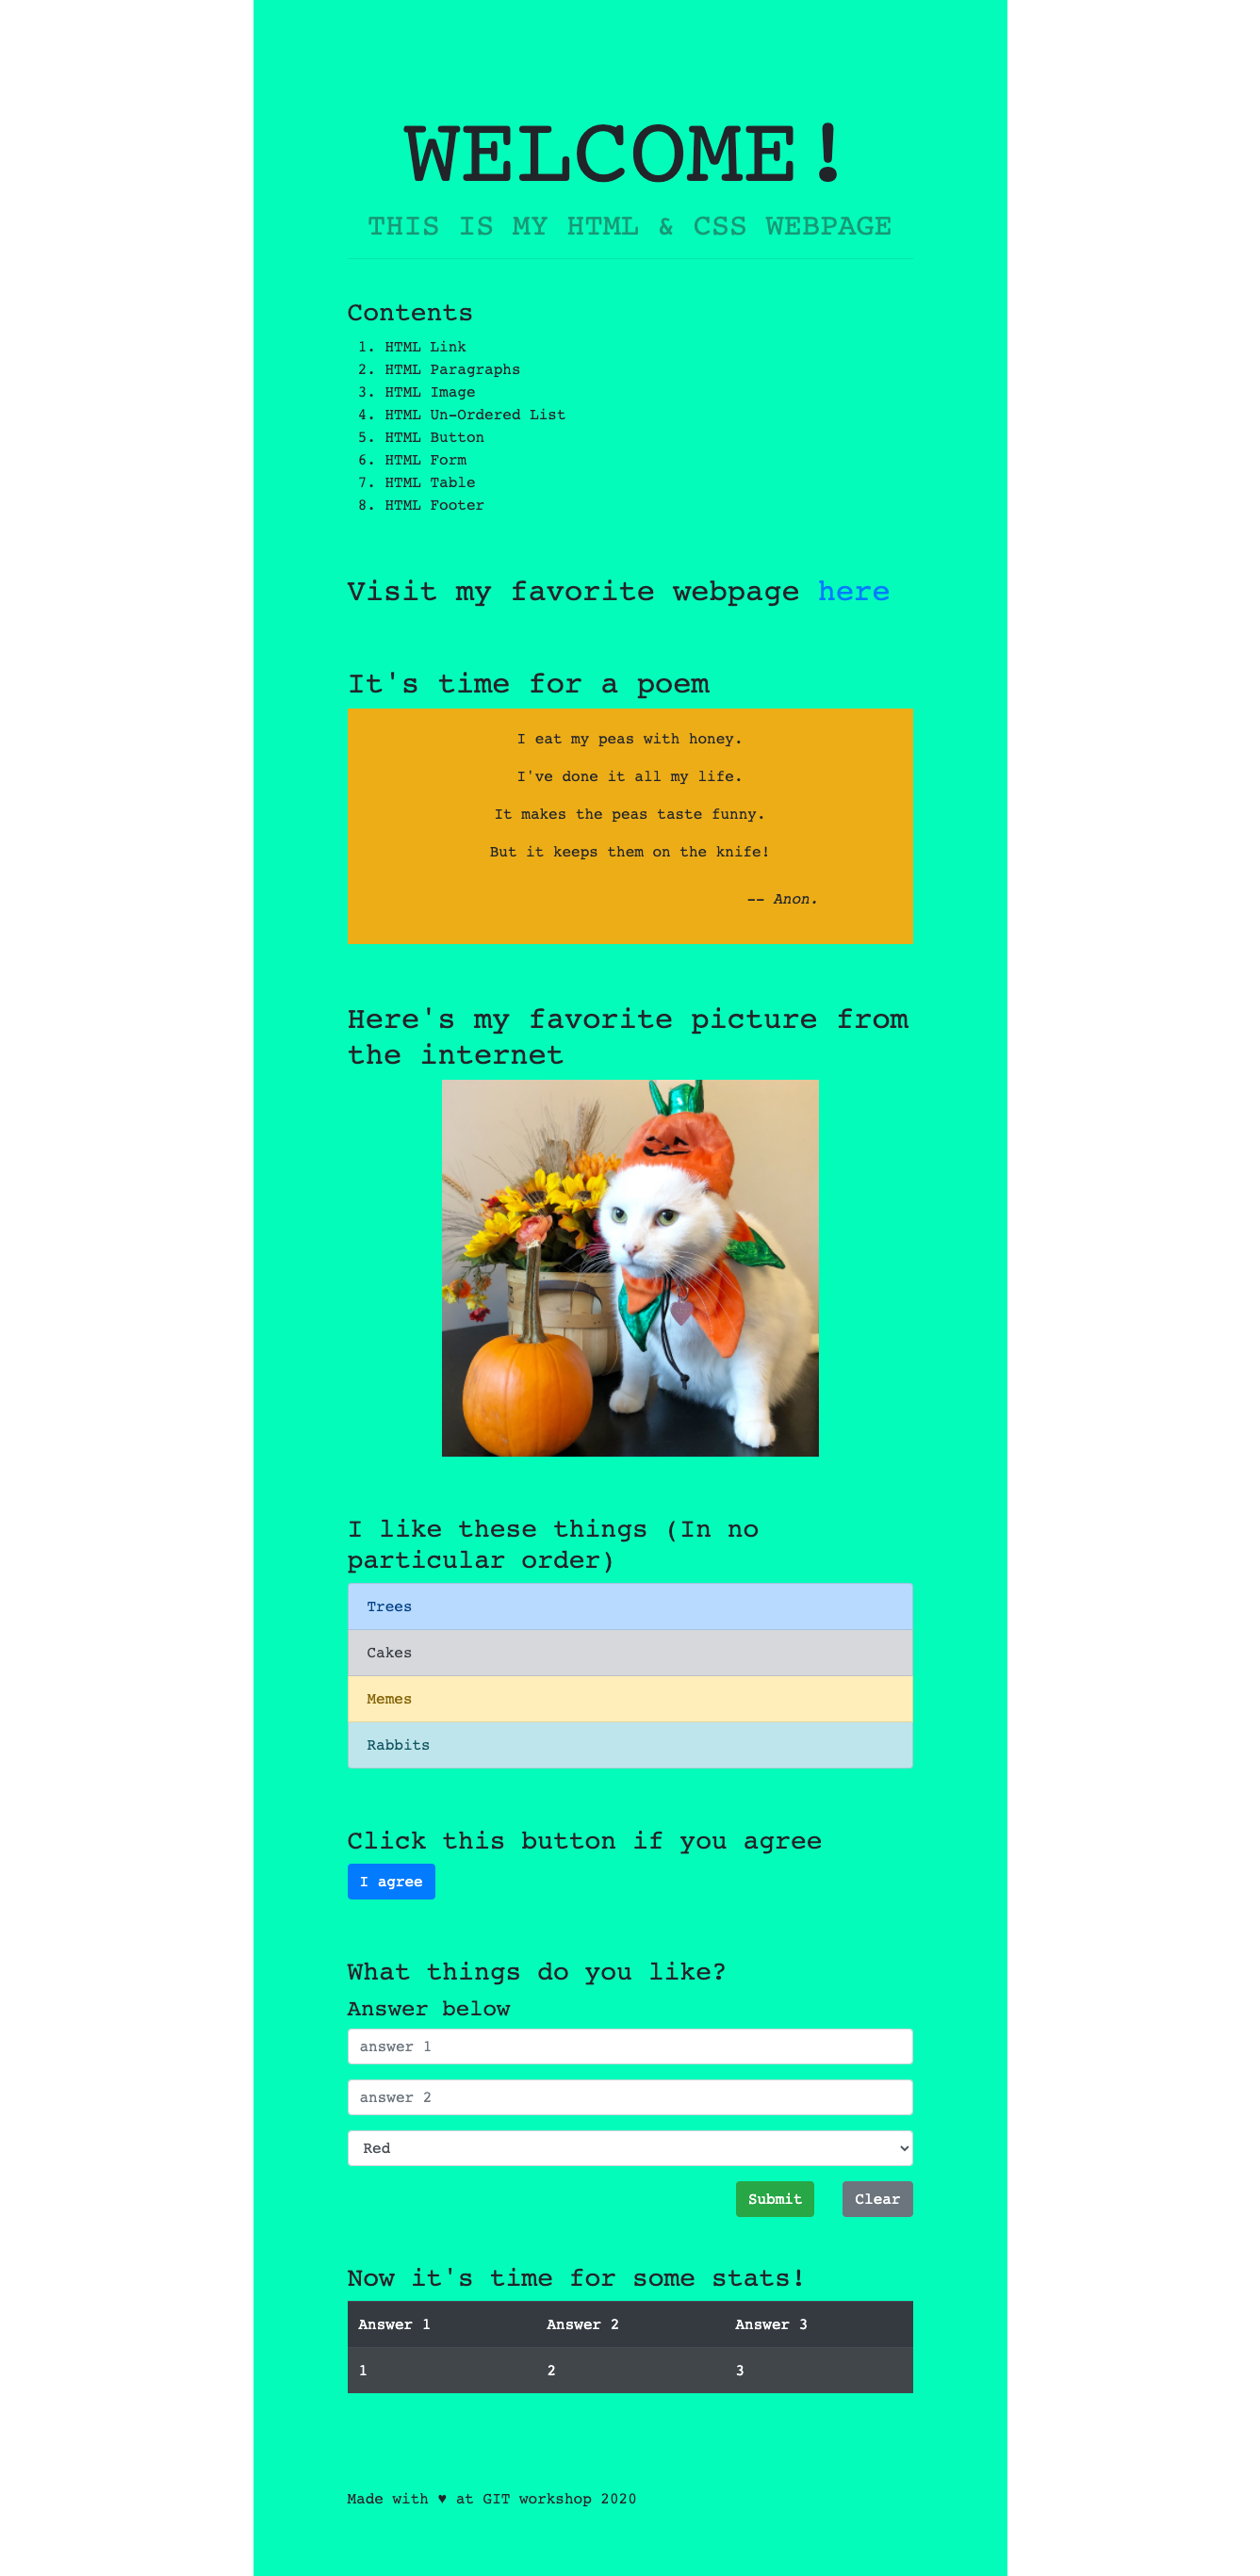 WELCOME!
THIS IS MY HTML & CSS WEBPAGE
Contents
1. HTML Link
2. HTML Paragraphs
3. HTML Image
4. HTML Un-Ordered List
5. HTML Button
6. HTML Form
7. HTML Table
8. HTML Footer
Visit my favorite webpage here
It's time for a poem
I eat my peas with honey.
I've done it all my life.
It makes the peas taste funny.
But it keeps them on the knife!
-- Anon.
Here's my favorite picture from
the internet
I like these things (In no
particular order)
Trees
Cakes
Memes
Rabbits
Click this button if you agree
I agree
What things do you like?
Answer below
answer 1
answer 2
Red
Submit Clear
Now it's time for some stats!
Answer 1 Answer 2 Answer 3
1 2 3
Made with ♥ at GIT workshop 2020